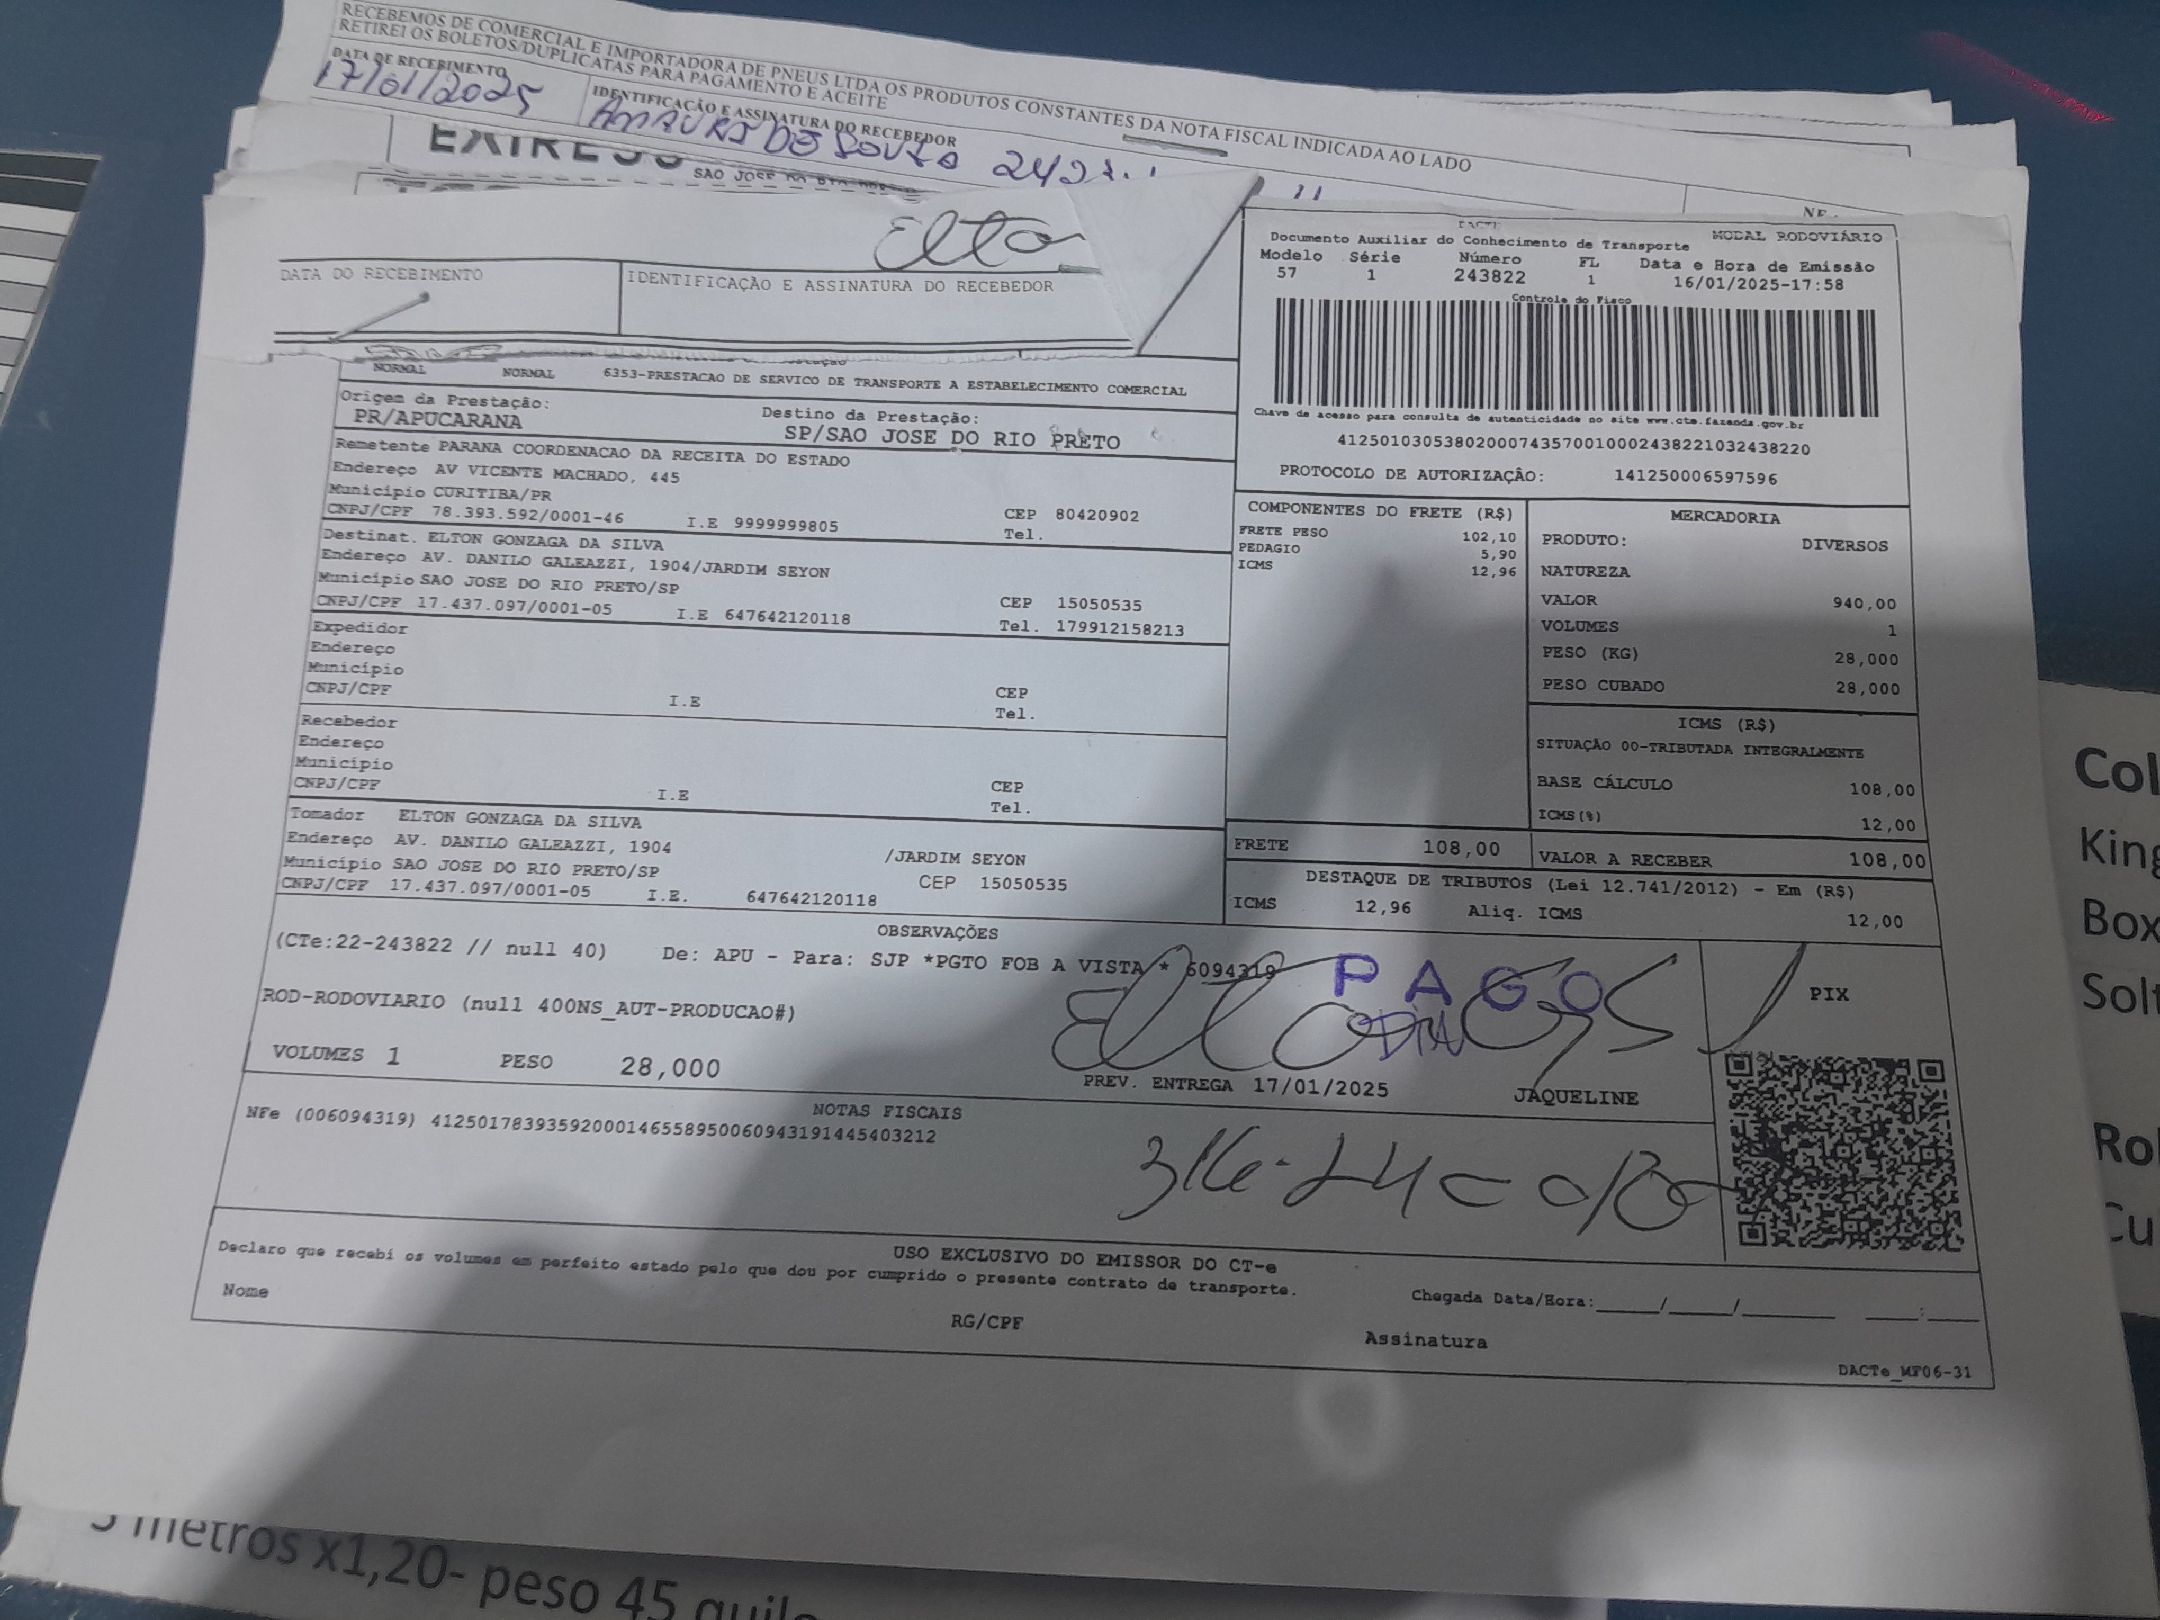 RECEBEMOS DE COMERCIAL E IMPORTADORA DE PNEUS LTDA OS PRODUTOS CONSTANTES DA NOTA FISCAL INDICADA AO LADO
RETIREI OS BOLETOS/DUPLICATAS PARA PAGAMENTO E ACEITE
DATA DE RECEBIMENTO
17/01/2025
IDENTIFICAÇÃO E ASSINATURA DO RECEBEDOR
SAO JOSE DO RIO PRETO
Elto
DATA DO RECEBIMENTO
IDENTIFICAÇÃO E ASSINATURA DO RECEBEDOR
DACTE
MODAL RODOVIÁRIO
Documento Auxiliar do Conhecimento de Transporte
Modelo Série Número FL Data e Hora de Emissão
57 1 243822 1 16/01/2025-17:58
Controle do Fisco
Chave de acesso para consulta de autenticidade no site www.cte.fazenda.gov.br
41250103053802000743570010002438221032438220
PROTOCOLO DE AUTORIZAÇÃO: 141250006597596
NORMAL NORMAL 6353-PRESTACAO DE SERVICO DE TRANSPORTE A ESTABELECIMENTO COMERCIAL
Origem da Prestação:
PR/APUCARANA
Destino da Prestação:
SP/SAO JOSE DO RIO PRETO
Remetente PARANA COORDENACAO DA RECEITA DO ESTADO
Endereço AV VICENTE MACHADO, 445
Município CURITIBA/PR
CEP 80420902
CNPJ/CPF 78.393.592/0001-46 I.E 9999999805 Tel.
Destinat. ELTON GONZAGA DA SILVA
Endereço AV. DANILO GALEAZZI, 1904/JARDIM SEYON
Município SAO JOSE DO RIO PRETO/SP
CEP 15050535
CNPJ/CPF 17.437.097/0001-05 I.E 647642120118 Tel. 179912158213
Expedidor
Endereço
Município
CNPJ/CPF I.E CEP
Tel.
Recebedor
Endereço
Município
CNPJ/CPF I.E CEP
Tel.
Tomador ELTON GONZAGA DA SILVA
Endereço AV. DANILO GALEAZZI, 1904 /JARDIM SEYON
Município SAO JOSE DO RIO PRETO/SP CEP 15050535
CNPJ/CPF 17.437.097/0001-05 I.E. 647642120118
COMPONENTES DO FRETE (R$)
FRETE PESO 102,10
PEDAGIO 5,90
ICMS 12,96
MERCADORIA
PRODUTO: DIVERSOS
NATUREZA
VALOR 940,00
VOLUMES 1
PESO (KG) 28,000
PESO CUBADO 28,000
ICMS (R$)
SITUAÇÃO 00-TRIBUTADA INTEGRALMENTE
BASE CÁLCULO 108,00
ICMS(%) 12,00
FRETE 108,00 VALOR A RECEBER 108,00
DESTAQUE DE TRIBUTOS (Lei 12.741/2012) - Em (R$)
ICMS 12,96 Aliq. ICMS 12,00
OBSERVAÇÕES
(CTe:22-243822 // null 40) De: APU - Para: SJP *PGTO FOB A VISTA * 6094319
PAGO
PIX
ROD-RODOVIARIO (null 400NS_AUT-PRODUCAO#)
VOLUMES 1 PESO 28,000
PREV. ENTREGA 17/01/2025 JAQUELINE
NOTAS FISCAIS
NFe (006094319) 41250178393592000146558950060943191445403212
USO EXCLUSIVO DO EMISSOR DO CT-e
Declaro que recebi os volumes em perfeito estado pelo que dou por cumprido o presente contrato de transporte.
Nome
RG/CPF
Chegada Data/Hora:_____/_____/_______ ____:____
Assinatura
DACTe_MF06-31
metros x1,20- peso 45
Col
King
Box
Cu